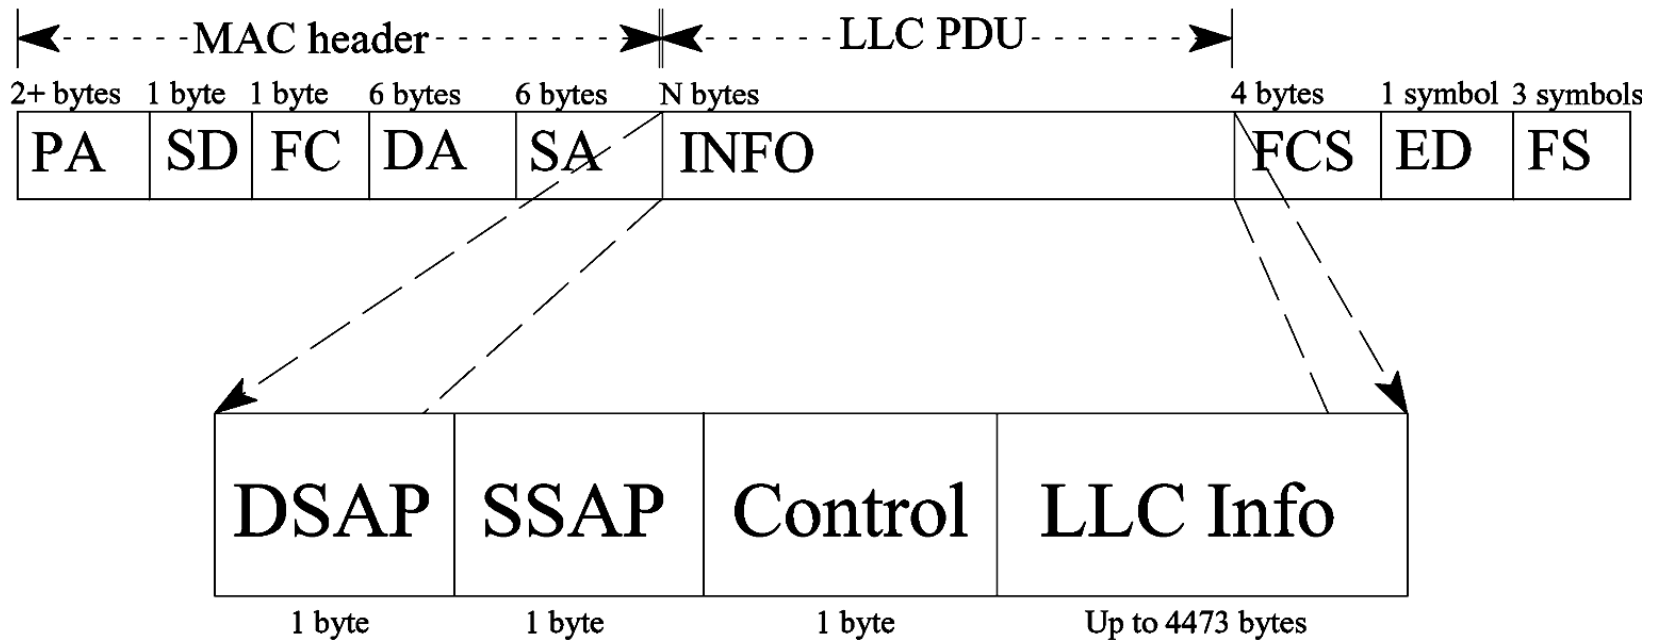 MAC header LLC PDU
2+ bytes 1 byte 1 byte 6 bytes 6 bytes N bytes 4 bytes 1 symbol 3 symbols
PA SD FC DA SA INFO FCS ED FS
DSAP SSAP Control LLC Info
1 byte 1 byte 1 byte Up to 4473 bytes